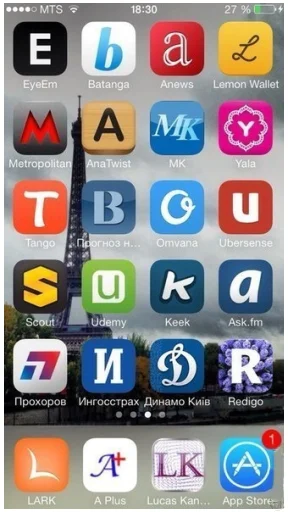 MTS 18:30 27 %
E b a L
EyeEm Batanga Anews Lemon Wallet
M A MK Y
Metropolitan AnaTwist MK Yala
T B O U
Tango Прогноз н... Omvana Ubersense
S u k a
Scout Udemy Keek Ask.fm
П И D R
Прохоров Ингосстрах Динамо Київ Redigo
L A+ LK 1
LARK A Plus Lucas Kan... App Store